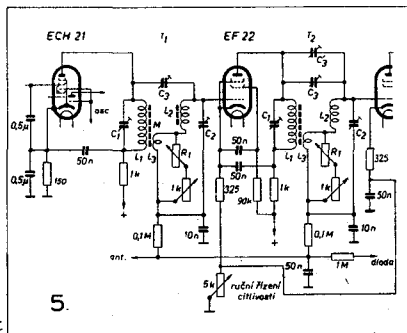 ECH 21
T₁
EF 22
T₂
C₃
C₃
C₃
osc
0,5μ
C₁
L₁
L₃
M
L₂
C₂
R₁
C₁
L₁
L₃
L₂
C₂
R₁
325
0,5μ
150
50n
1k
1k
50n
50n
325
90k
1k
1k
50n
+
0,1M
10n
+
0,1M
10n
ant.
50n
1M
dioda
5k
ruční řízení
citlivosti
5.